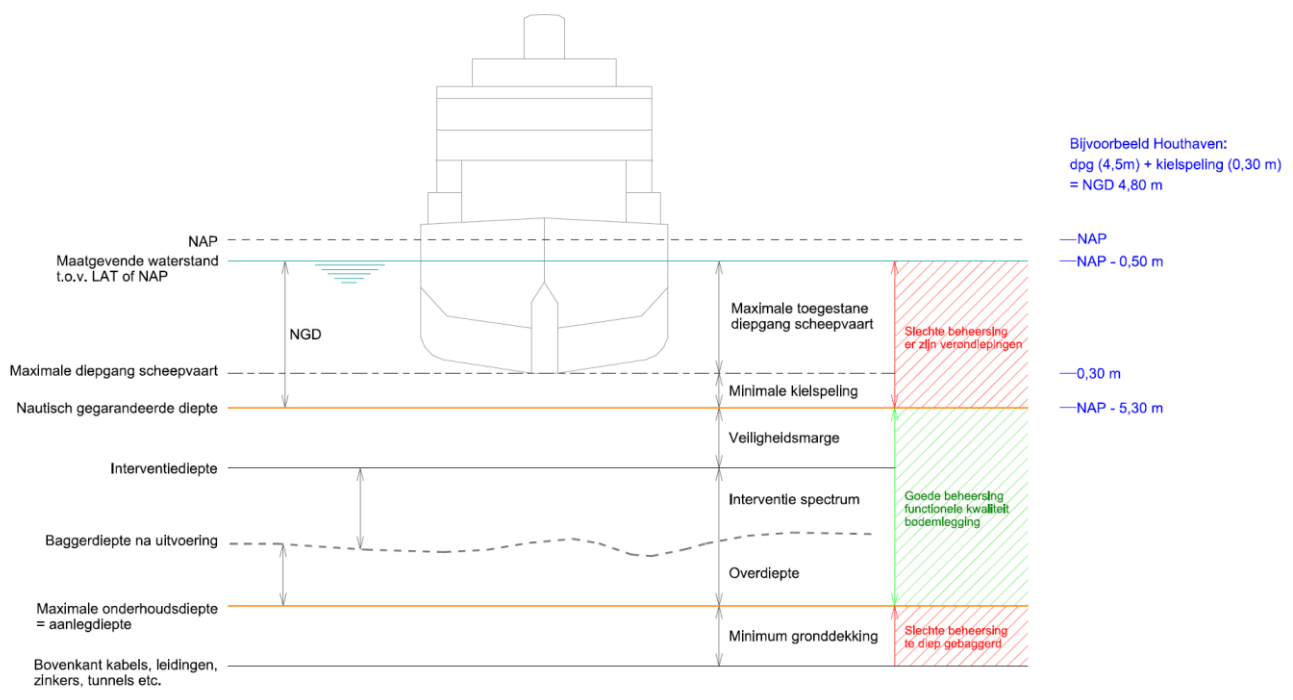 Bijvoorbeeld Houthaven:
dpg (4,5m) + kielspeling (0,30 m)
= NGD 4,80 m
NAP
NAP
Maatgevende waterstand
t.o.v. LAT of NAP
NAP - 0,50 m
NGD
Maximale toegestane
diepgang scheepvaart
Slechte beheersing
er zijn verondiepingen
Maximale diepgang scheepvaart
0,30 m
Minimale kielspeling
Nautisch gegarandeerde diepte
NAP - 5,30 m
Veiligheidsmarge
Interventiediepte
Interventie spectrum
Goede beheersing
functionele kwaliteit
bodemlegging
Baggerdiepte na uitvoering
Overdiepte
Maximale onderhoudsdiepte
= aanlegdiepte
Minimum gronddekking
Slechte beheersing
te diep gebaggerd
Bovenkant kabels, leidingen,
zinkers, tunnels etc.